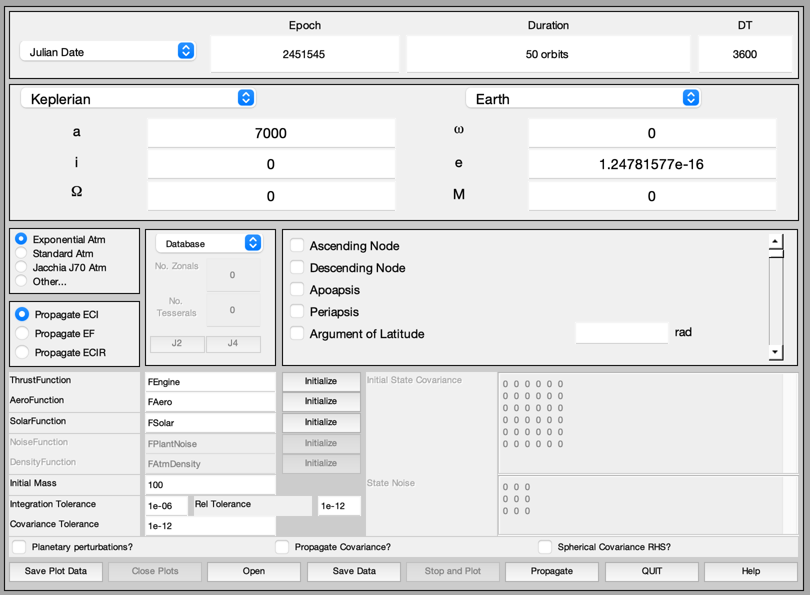 Epoch Duration DT
Julian Date 2451545 50 orbits 3600
Keplerian Earth
a 7000 ω 0
i 0 e 1.24781577e-16
Ω 0 M 0
Exponential Atm
Standard Atm
Jacchia J70 Atm
Other...
Propagate ECI
Propagate EF
Propagate ECIR
Database
No. Zonals 0
No.
Tesserals 0
J2 J4
Ascending Node
Descending Node
Apoapsis
Periapsis
Argument of Latitude rad
ThrustFunction FEngine Initialize
AeroFunction FAero Initialize
SolarFunction FSolar Initialize
NoiseFunction FPlantNoise Initialize
DensityFunction FAtmDensity Initialize
Initial Mass 100
Integration Tolerance 1e-06 Rel Tolerance 1e-12
Covariance Tolerance 1e-12
Initial State Covariance
0 0 0 0 0 0
0 0 0 0 0 0
0 0 0 0 0 0
0 0 0 0 0 0
0 0 0 0 0 0
0 0 0 0 0 0
State Noise
0 0 0
0 0 0
0 0 0
Planetary perturbations? Propagate Covariance? Spherical Covariance RHS?
Save Plot Data Close Plots Open Save Data Stop and Plot Propagate QUIT Help